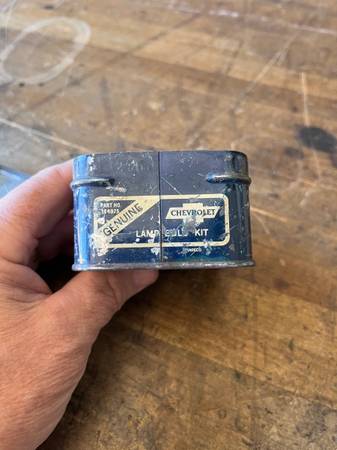 PART NO.
GENUINE
CHEVROLET
LAMP BULB KIT